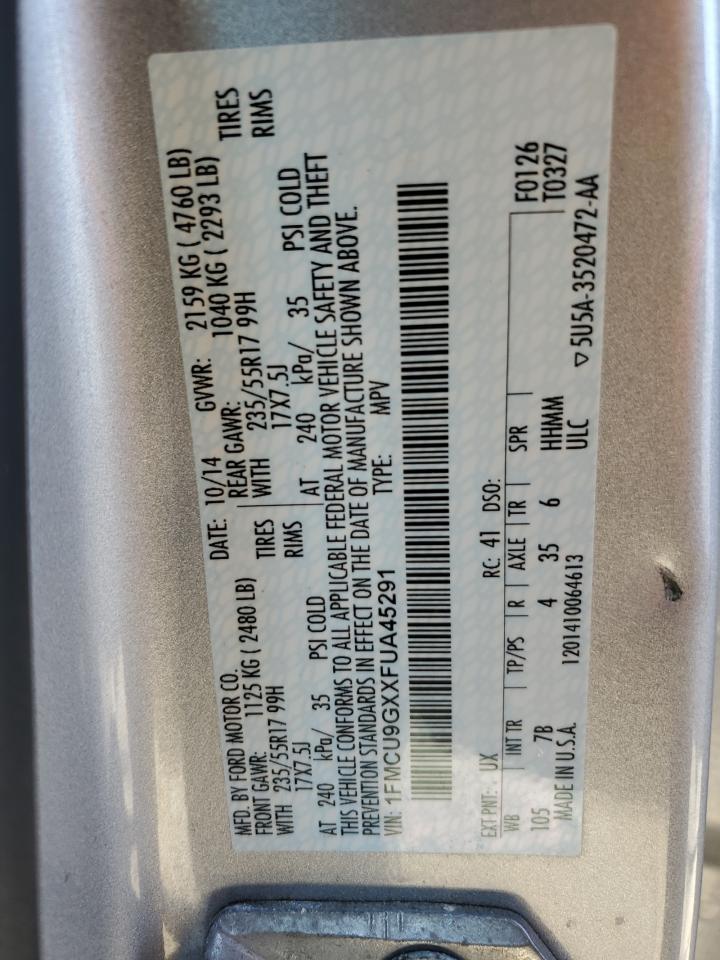 MFD. BY FORD MOTOR CO. DATE: 10/14 GVWR: 2159 KG ( 4760 LB)
FRONT GAWR: 1125 KG ( 2480 LB) REAR GAWR: 1040 KG ( 2293 LB)
WITH 235/55R17 99H TIRES WITH 235/55R17 99H TIRES
17X7.5J RIMS 17X7.5J RIMS
AT 240 kPa/ 35 PSI COLD AT 240 kPa/ 35 PSI COLD
THIS VEHICLE CONFORMS TO ALL APPLICABLE FEDERAL MOTOR VEHICLE SAFETY AND THEFT
PREVENTION STANDARDS IN EFFECT ON THE DATE OF MANUFACTURE SHOWN ABOVE.
VIN: 1FMCU9GXXFUA45291 TYPE: MPV
EXT PNT: UX RC: 41 DSO:
WB INT TR TP/PS R AXLE TR SPR F0126
105 7B 4 35 6 HHMM T0327
MADE IN U.S.A. 1201410064613 ULC ▽5U5A-3520472-AA